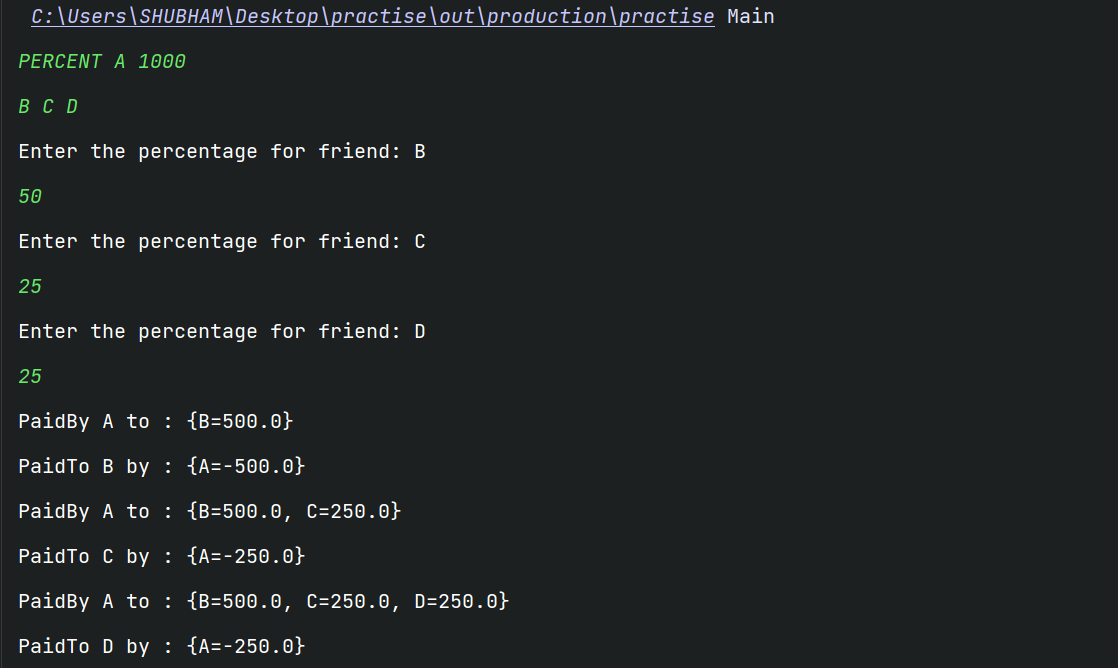 C:\Users\SHUBHAM\Desktop\practise\out\production\practise Main
PERCENT A 1000
B C D
Enter the percentage for friend: B
50
Enter the percentage for friend: C
25
Enter the percentage for friend: D
25
PaidBy A to : {B=500.0}
PaidTo B by : {A=-500.0}
PaidBy A to : {B=500.0, C=250.0}
PaidTo C by : {A=-250.0}
PaidBy A to : {B=500.0, C=250.0, D=250.0}
PaidTo D by : {A=-250.0}